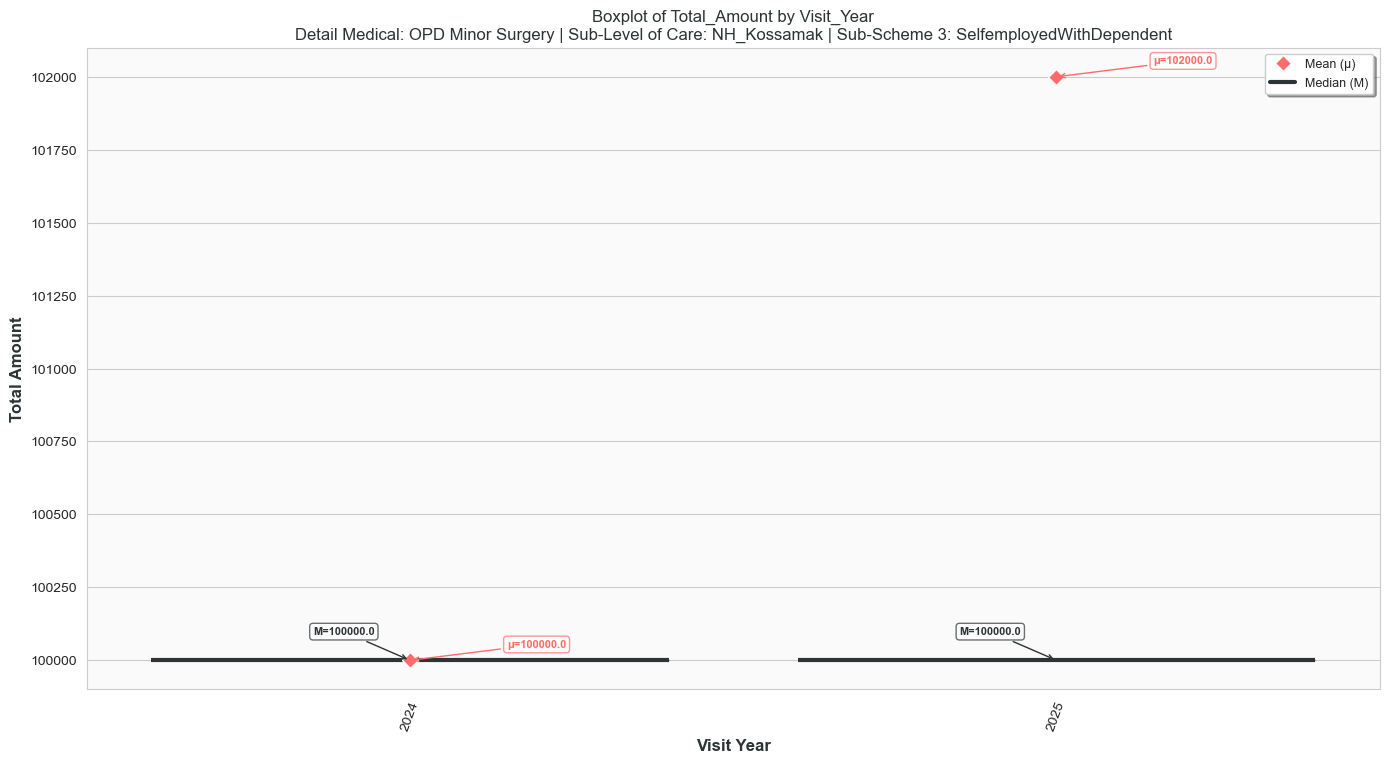 Boxplot of Total_Amount by Visit_Year
Detail Medical: OPD Minor Surgery | Sub-Level of Care: NH_Kossamak | Sub-Scheme 3: SelfemployedWithDependent
Mean (μ)
Median (M)
μ=102000.0
102000
101750
101500
101250
101000
100750
100500
100250
100000
Total Amount
M=100000.0
μ=100000.0
M=100000.0
2024
2025
Visit Year